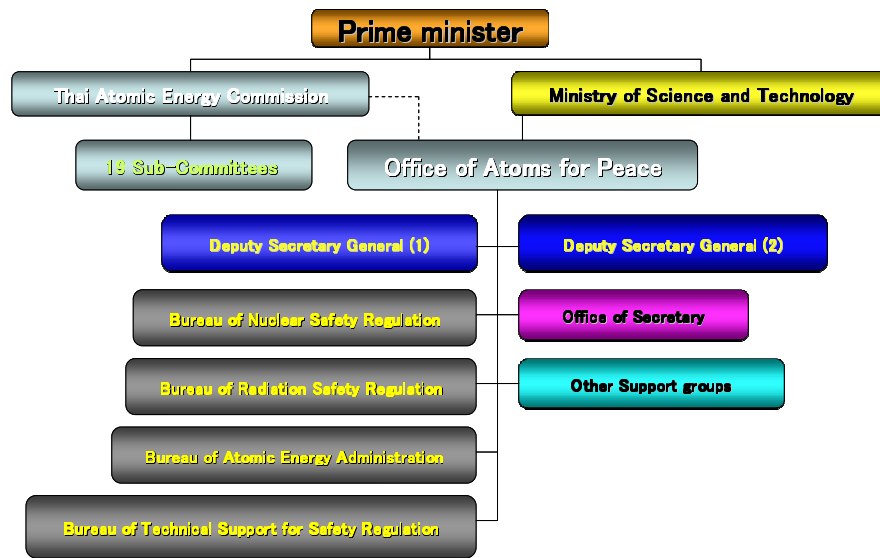 Prime minister
Thai Atomic Energy Commission
Ministry of Science and Technology
19 Sub-Committees
Office of Atoms for Peace
Deputy Secretary General (1)
Deputy Secretary General (2)
Bureau of Nuclear Safety Regulation
Office of Secretary
Bureau of Radiation Safety Regulation
Other Support groups
Bureau of Atomic Energy Administration
Bureau of Technical Support for Safety Regulation